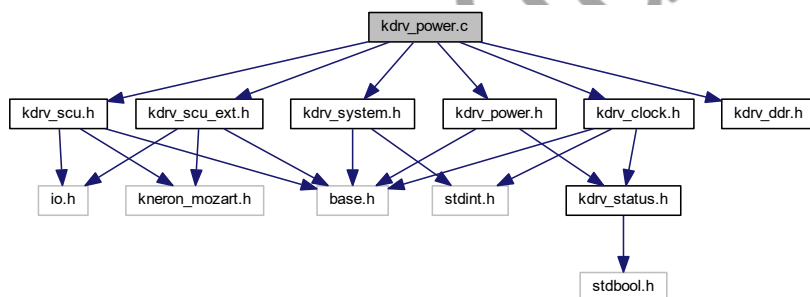 kdrv_power.c
kdrv_scu.h kdrv_scu_ext.h kdrv_system.h kdrv_power.h kdrv_clock.h kdrv_ddr.h
io.h kneron_mozart.h base.h stdint.h kdrv_status.h
stdbool.h